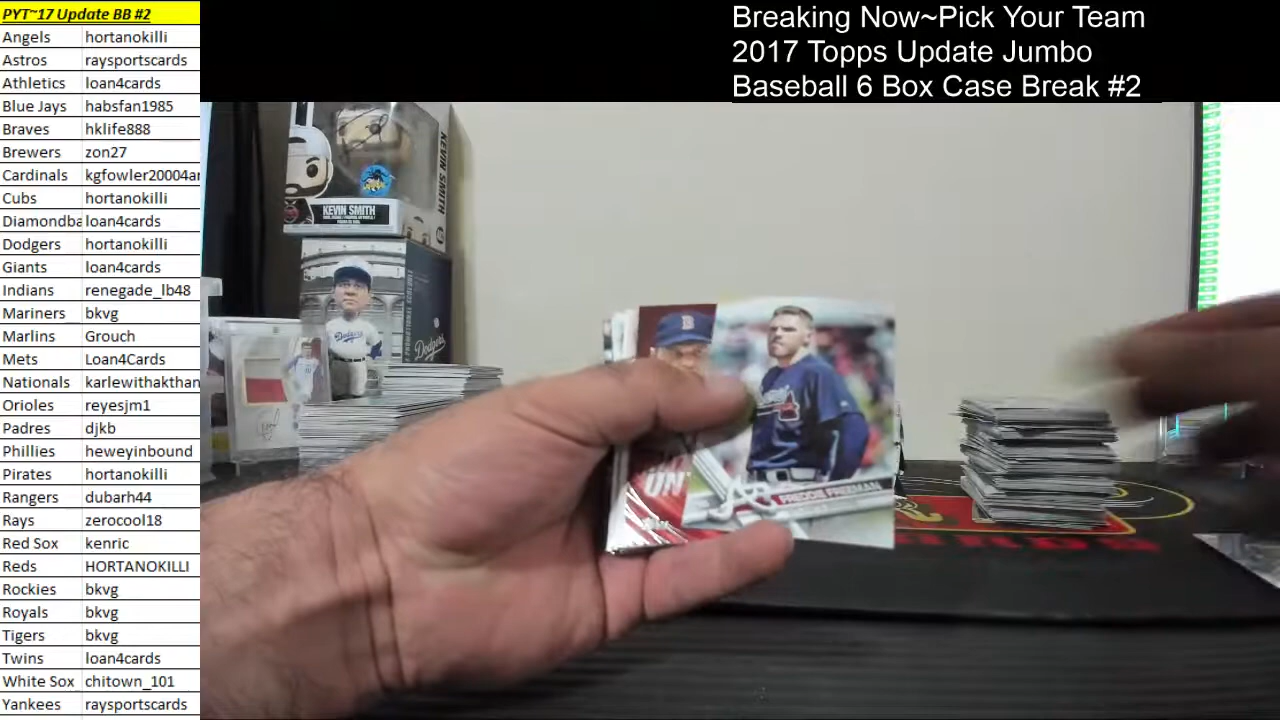 PYT~17 Update BB #2
Angels hortanokilli
Astros raysportscards
Athletics loan4cards
Blue Jays habsfan1985
Braves hklife888
Brewers zon27
Cardinals kgfowler20004ar
Cubs hortanokilli
Diamondba loan4cards
Dodgers hortanokilli
Giants loan4cards
Indians renegade_lb48
Mariners bkvg
Marlins Grouch
Mets Loan4Cards
Nationals karlewithakthan
Orioles reyesjm1
Padres djkb
Phillies heweyinbound
Pirates hortanokilli
Rangers dubarh44
Rays zerocool18
Red Sox kenric
Reds HORTANOKILLI
Rockies bkvg
Royals bkvg
Tigers bkvg
Twins loan4cards
White Sox chitown_101
Yankees raysportscards
Breaking Now~Pick Your Team
2017 Topps Update Jumbo
Baseball 6 Box Case Break #2
KEVIN SMITH
KEVIN SMITH
Dodgers
Dodgers
B
FREDDIE FREEMAN